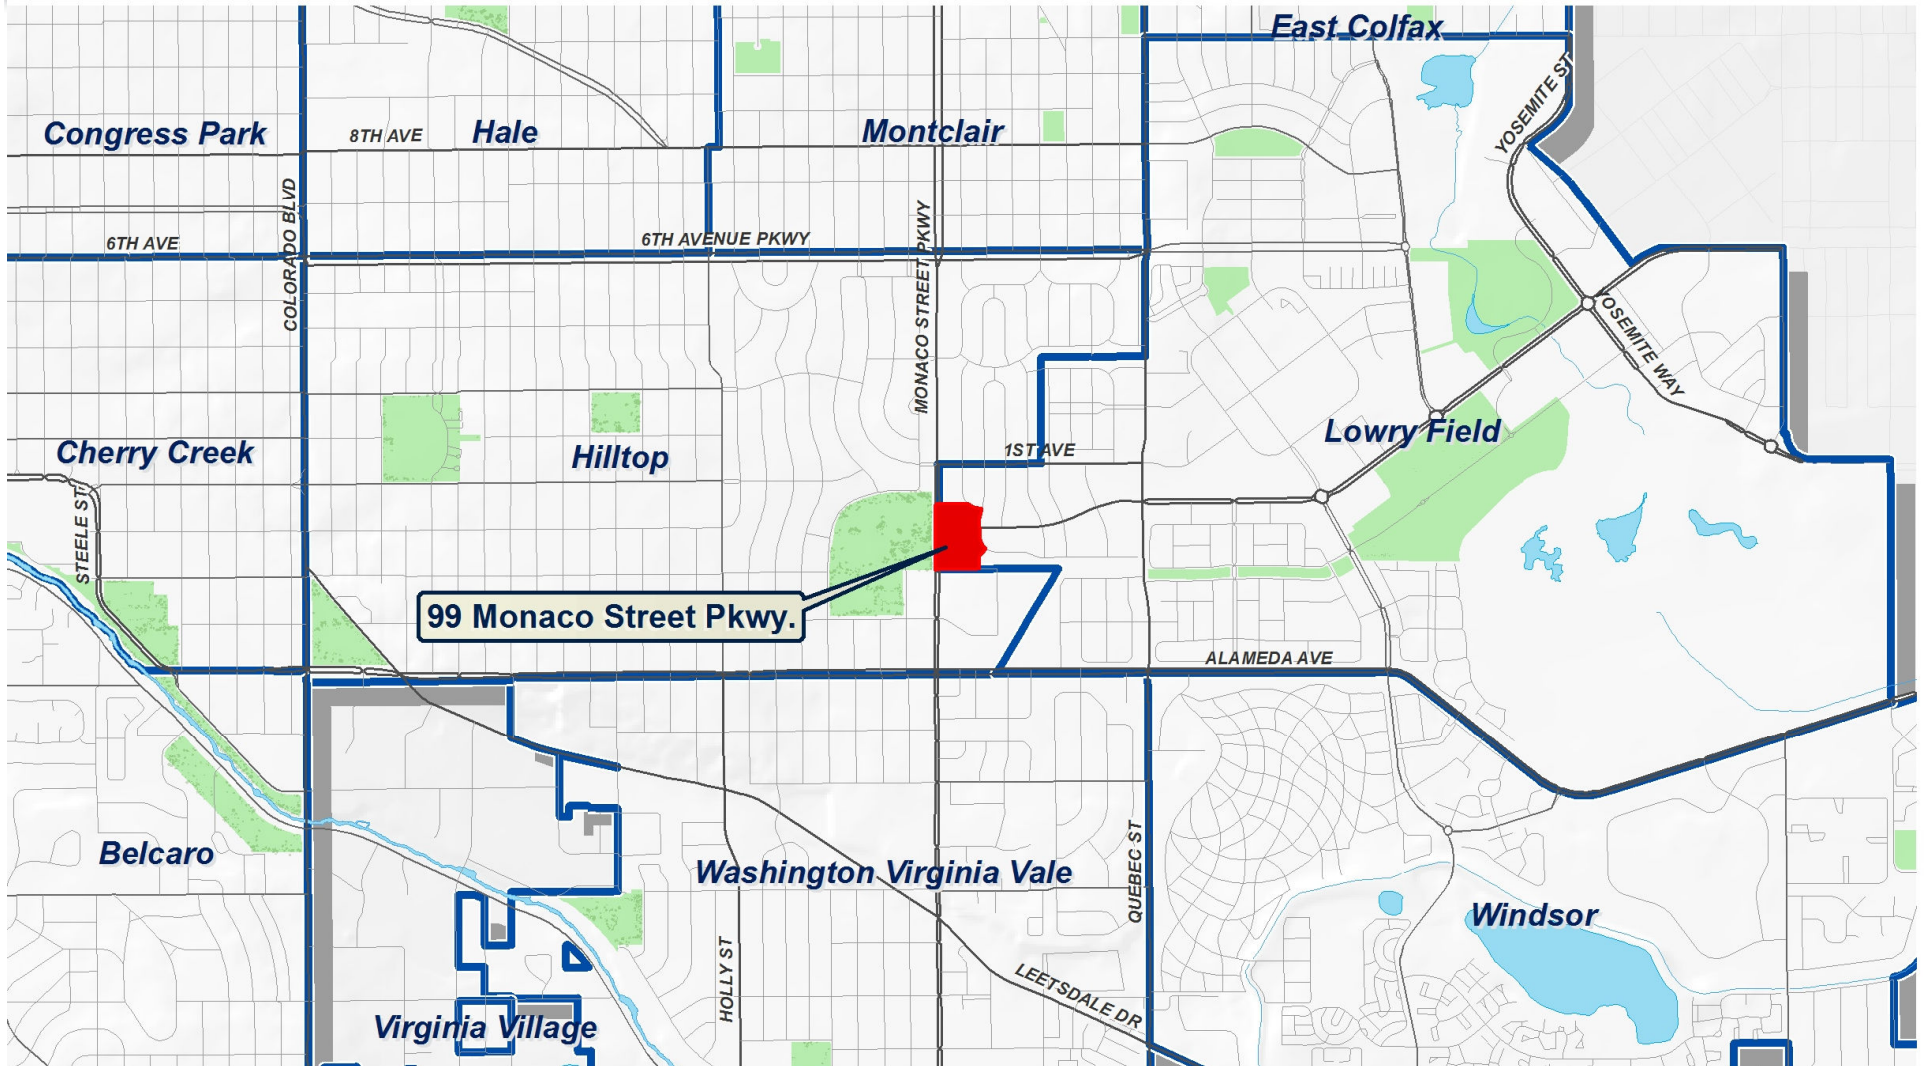 East Colfax
YOSEMITE ST
Congress Park
8TH AVE
Hale
Montclair
COLORADO BLVD
MONACO STREET PKWY
6TH AVE
6TH AVENUE PKWY
YOSEMITE WAY
Cherry Creek
Hilltop
1ST AVE
Lowry Field
STEELE ST
99 Monaco Street Pkwy.
ALAMEDA AVE
Belcaro
Washington Virginia Vale
QUEBEC ST
Windsor
HOLLY ST
LEETSDALE DR
Virginia Village